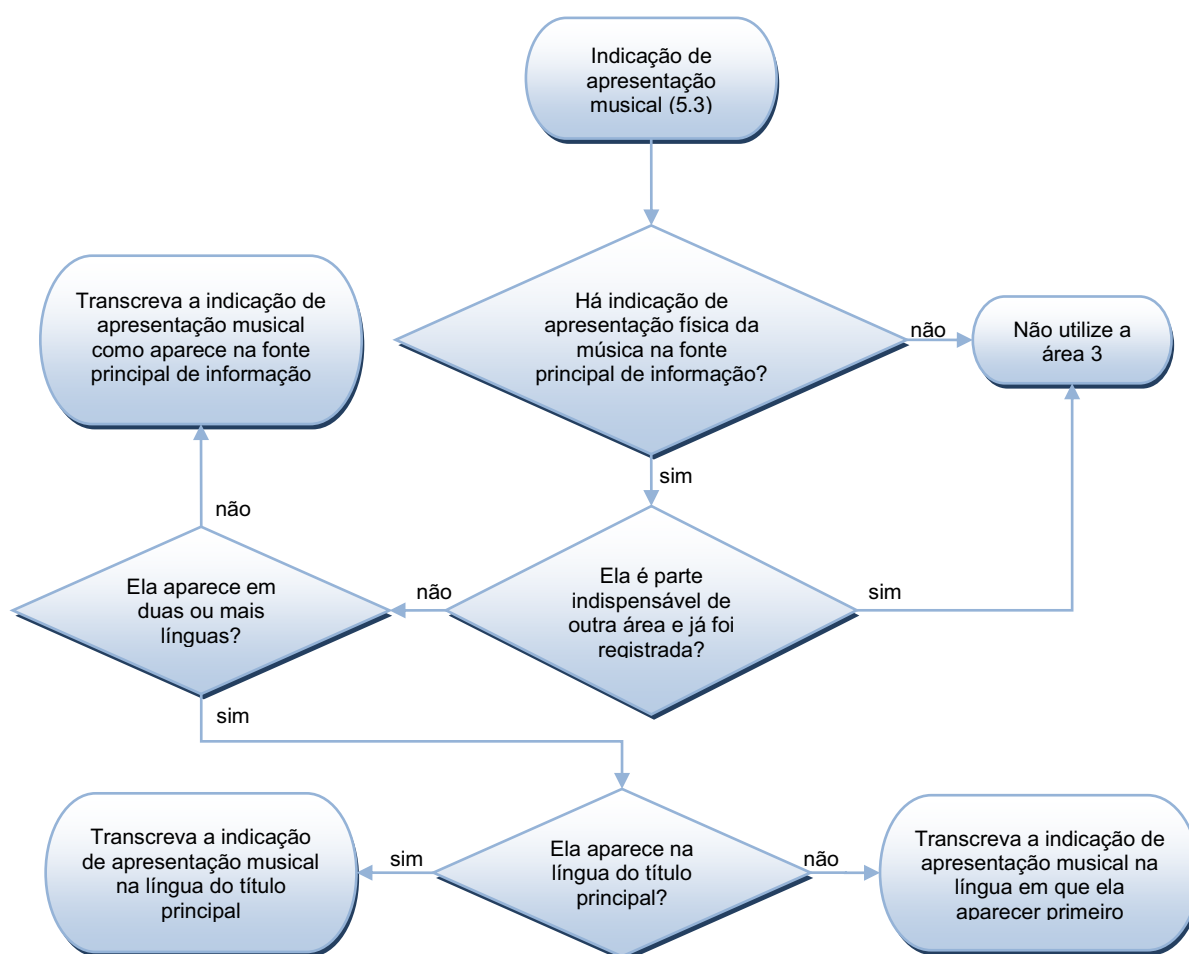 Indicação de
apresentação
musical (5.3)
Há indicação de
apresentação física da
música na fonte
principal de informação?
não
Não utilize a
área 3
Transcreva a indicação de
apresentação musical
como aparece na fonte
principal de informação
sim
não
Ela é parte
indispensável de
outra área e já foi
registrada?
sim
não
Ela aparece em
duas ou mais
línguas?
sim
Ela aparece na
língua do título
principal?
sim
Transcreva a indicação
de apresentação musical
na língua do título
principal
não
Transcreva a indicação de
apresentação musical na
língua em que ela
aparecer primeiro